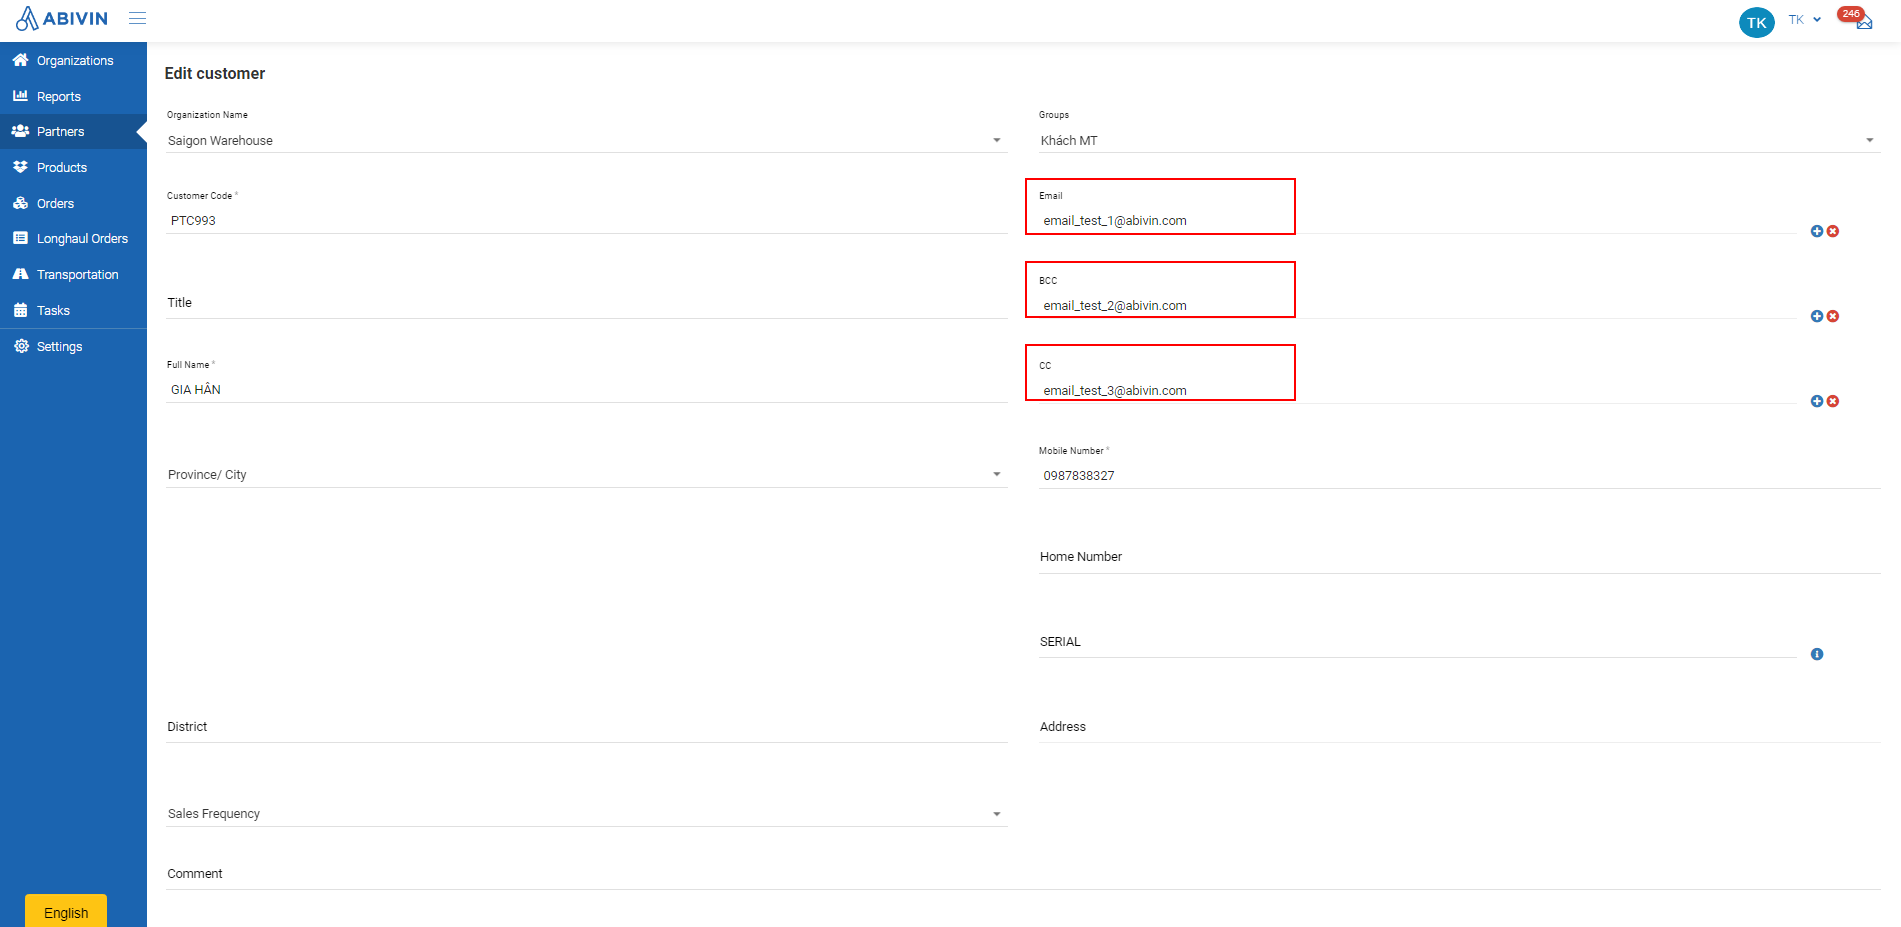 ABIVIN
TK
TK
246
Organizations
Reports
Partners
Products
Orders
Longhaul Orders
Transportation
Tasks
Settings
English
Edit customer
Organization Name
Saigon Warehouse
Groups
Khách MT
Customer Code *
PTC993
Email
email_test_1@abivin.com
Title
BCC
email_test_2@abivin.com
Full Name *
GIA HÂN
CC
email_test_3@abivin.com
Province/ City
Mobile Number *
0987838327
Home Number
SERIAL
District
Address
Sales Frequency
Comment